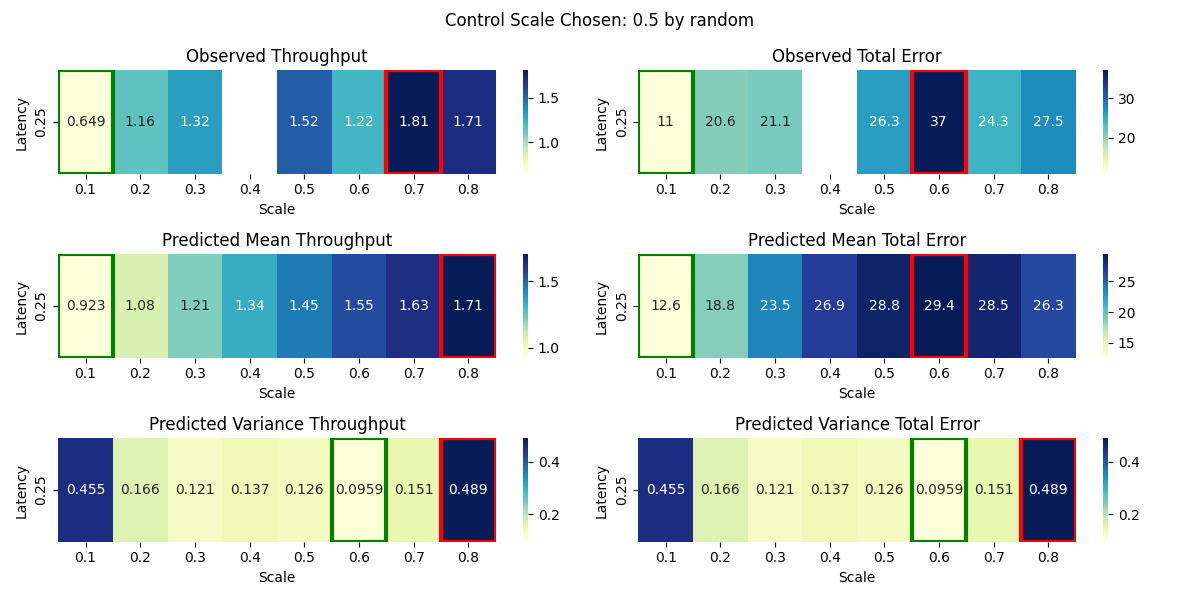 Control Scale Chosen: 0.5 by random
Observed Throughput
Latency
0.25
0.649 1.16 1.32 1.52 1.22 1.81 1.71
1.5
1.0
0.1 0.2 0.3 0.4 0.5 0.6 0.7 0.8
Scale
Observed Total Error
Latency
0.25
11 20.6 21.1 26.3 37 24.3 27.5
30
20
0.1 0.2 0.3 0.4 0.5 0.6 0.7 0.8
Scale
Predicted Mean Throughput
Latency
0.25
0.923 1.08 1.21 1.34 1.45 1.55 1.63 1.71
1.5
1.0
0.1 0.2 0.3 0.4 0.5 0.6 0.7 0.8
Scale
Predicted Mean Total Error
Latency
0.25
12.6 18.8 23.5 26.9 28.8 29.4 28.5 26.3
25
20
15
0.1 0.2 0.3 0.4 0.5 0.6 0.7 0.8
Scale
Predicted Variance Throughput
Latency
0.25
0.455 0.166 0.121 0.137 0.126 0.0959 0.151 0.489
0.4
0.2
0.1 0.2 0.3 0.4 0.5 0.6 0.7 0.8
Scale
Predicted Variance Total Error
Latency
0.25
0.455 0.166 0.121 0.137 0.126 0.0959 0.151 0.489
0.4
0.2
0.1 0.2 0.3 0.4 0.5 0.6 0.7 0.8
Scale